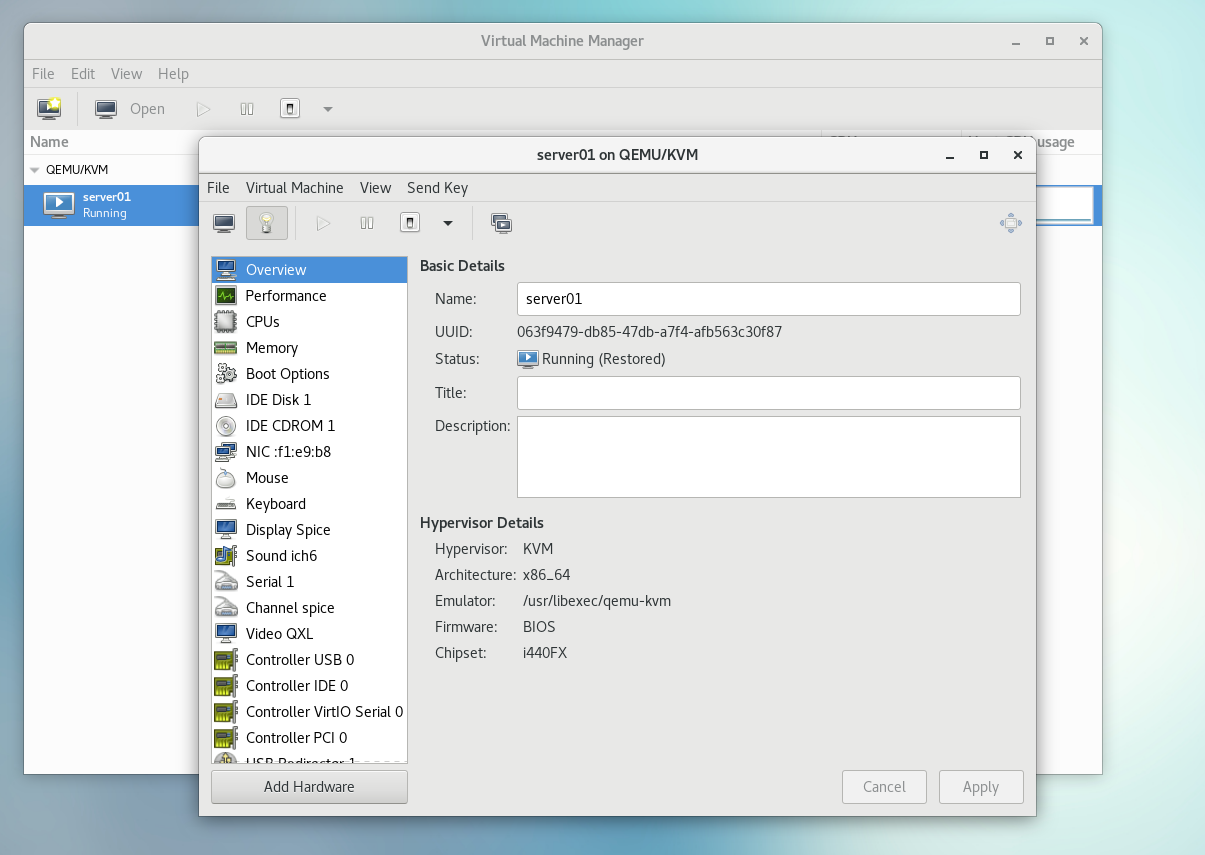 Virtual Machine Manager
File Edit View Help
Open
Name
usage
QEMU/KVM
server01
Running
server01 on QEMU/KVM
File Virtual Machine View Send Key
Overview
Performance
CPUs
Memory
Boot Options
IDE Disk 1
IDE CDROM 1
NIC :f1:e9:b8
Mouse
Keyboard
Display Spice
Sound ich6
Serial 1
Channel spice
Video QXL
Controller USB 0
Controller IDE 0
Controller VirtIO Serial 0
Controller PCI 0
USB Redirector 1
Add Hardware
Basic Details
Name: server01
UUID: 063f9479-db85-47db-a7f4-afb563c30f87
Status: Running (Restored)
Title:
Description:
Hypervisor Details
Hypervisor: KVM
Architecture: x86_64
Emulator: /usr/libexec/qemu-kvm
Firmware: BIOS
Chipset: i440FX
Cancel Apply